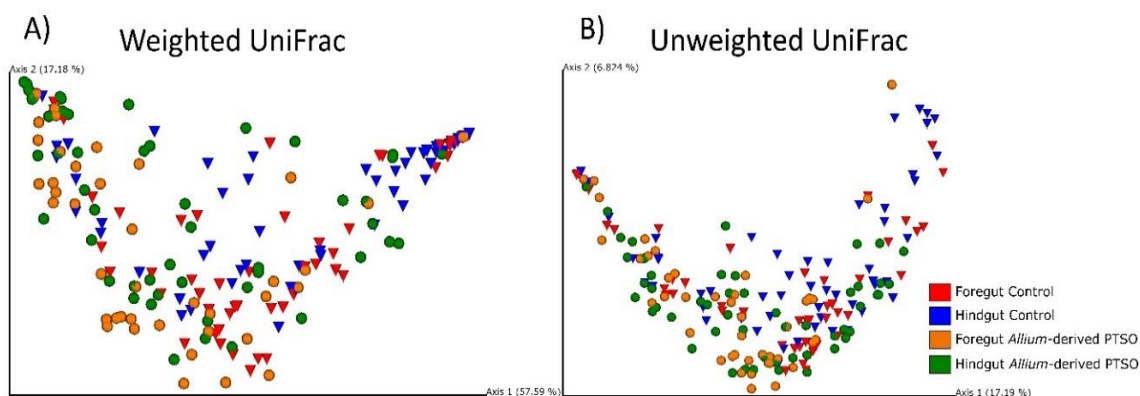 A)
Weighted UniFrac
Axis 2 (17.18 %)
Axis 1 (57.59 %)
B)
Unweighted UniFrac
Axis 2 (6.824 %)
Foregut Control
Hindgut Control
Foregut Allium-derived PTSO
Hindgut Allium-derived PTSO
Axis 1 (17.19 %)